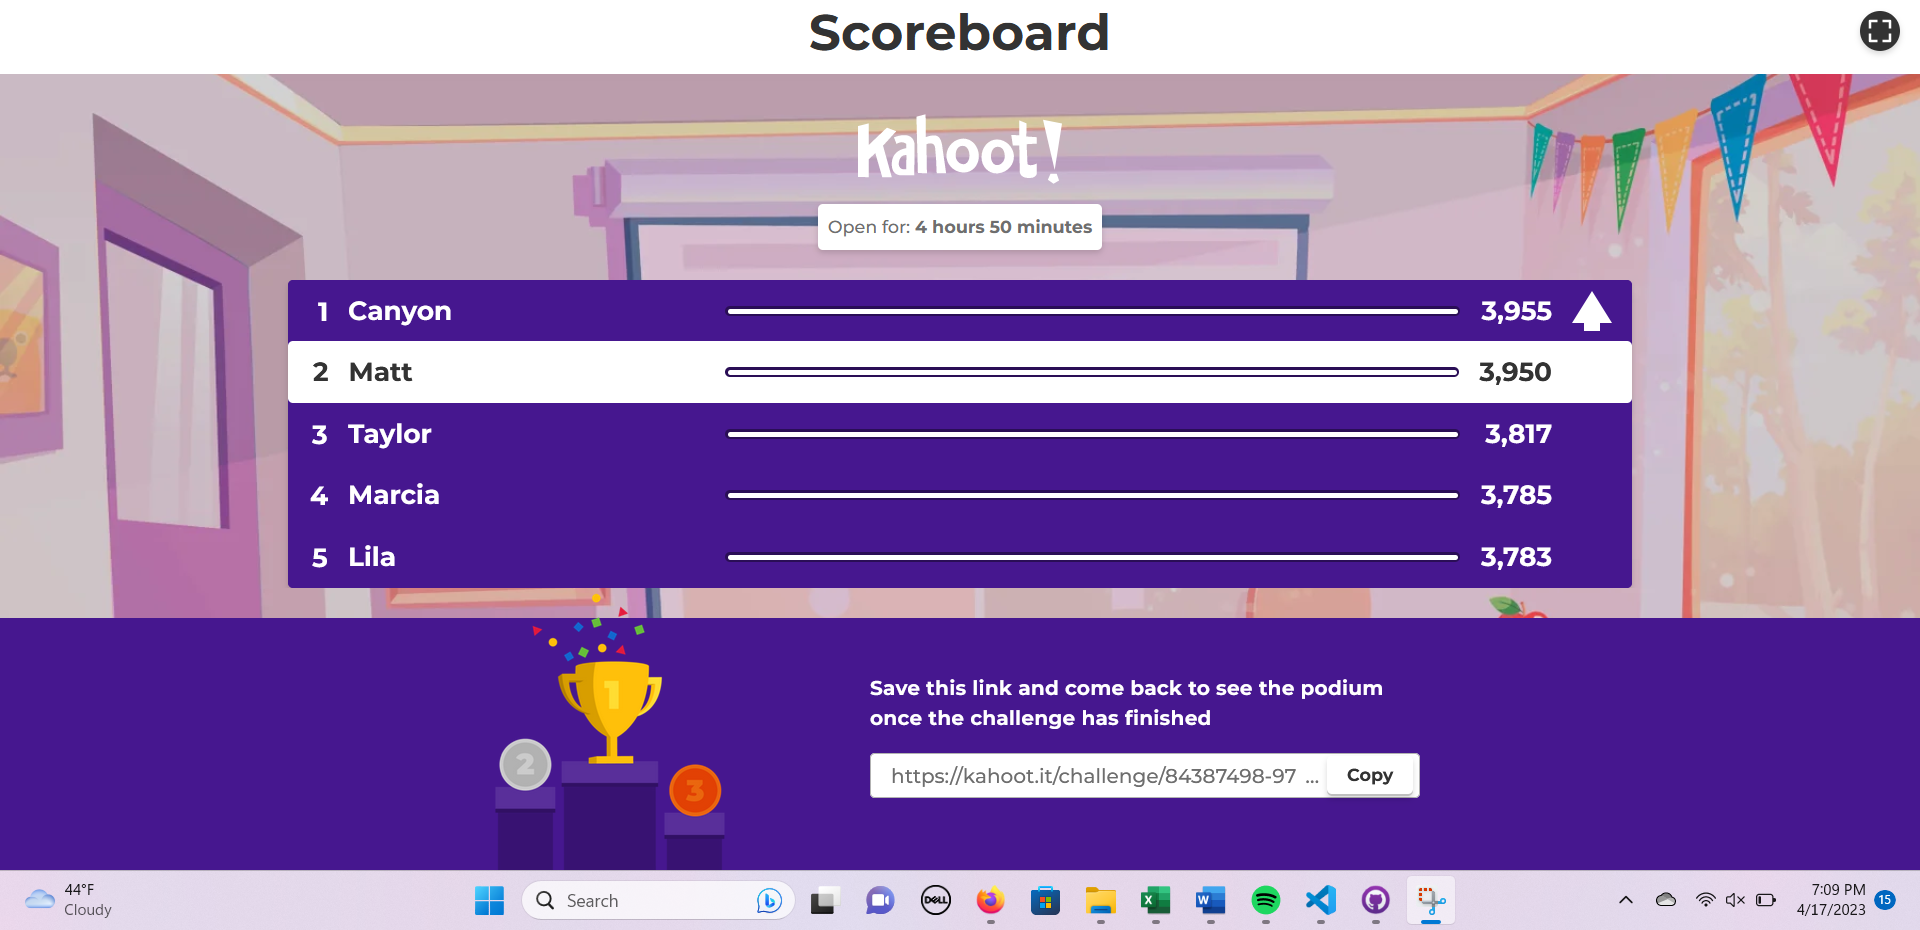 Scoreboard
Kahoot!
Open for: 4 hours 50 minutes
1 Canyon 3,955
2 Matt 3,950
3 Taylor 3,817
4 Marcia 3,785
5 Lila 3,783
1
2
3
Save this link and come back to see the podium
once the challenge has finished
https://kahoot.it/challenge/84387498-97 ... Copy
44°F
Cloudy
Search
DELL
X
W
7:09 PM
4/17/2023
15